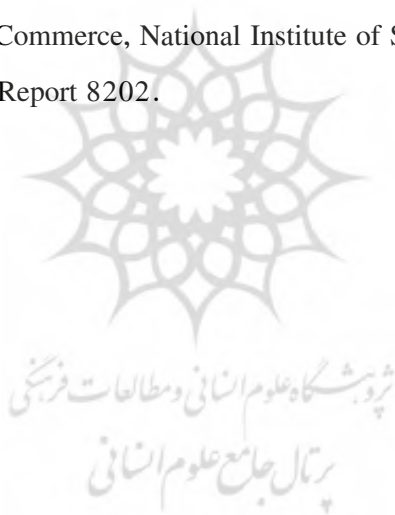 Commerce, National Institute of S
Report 8202.
پژوهشگاه علوم انسانی و مطالعات فرهنگی
پرتال جامع علوم انسانی